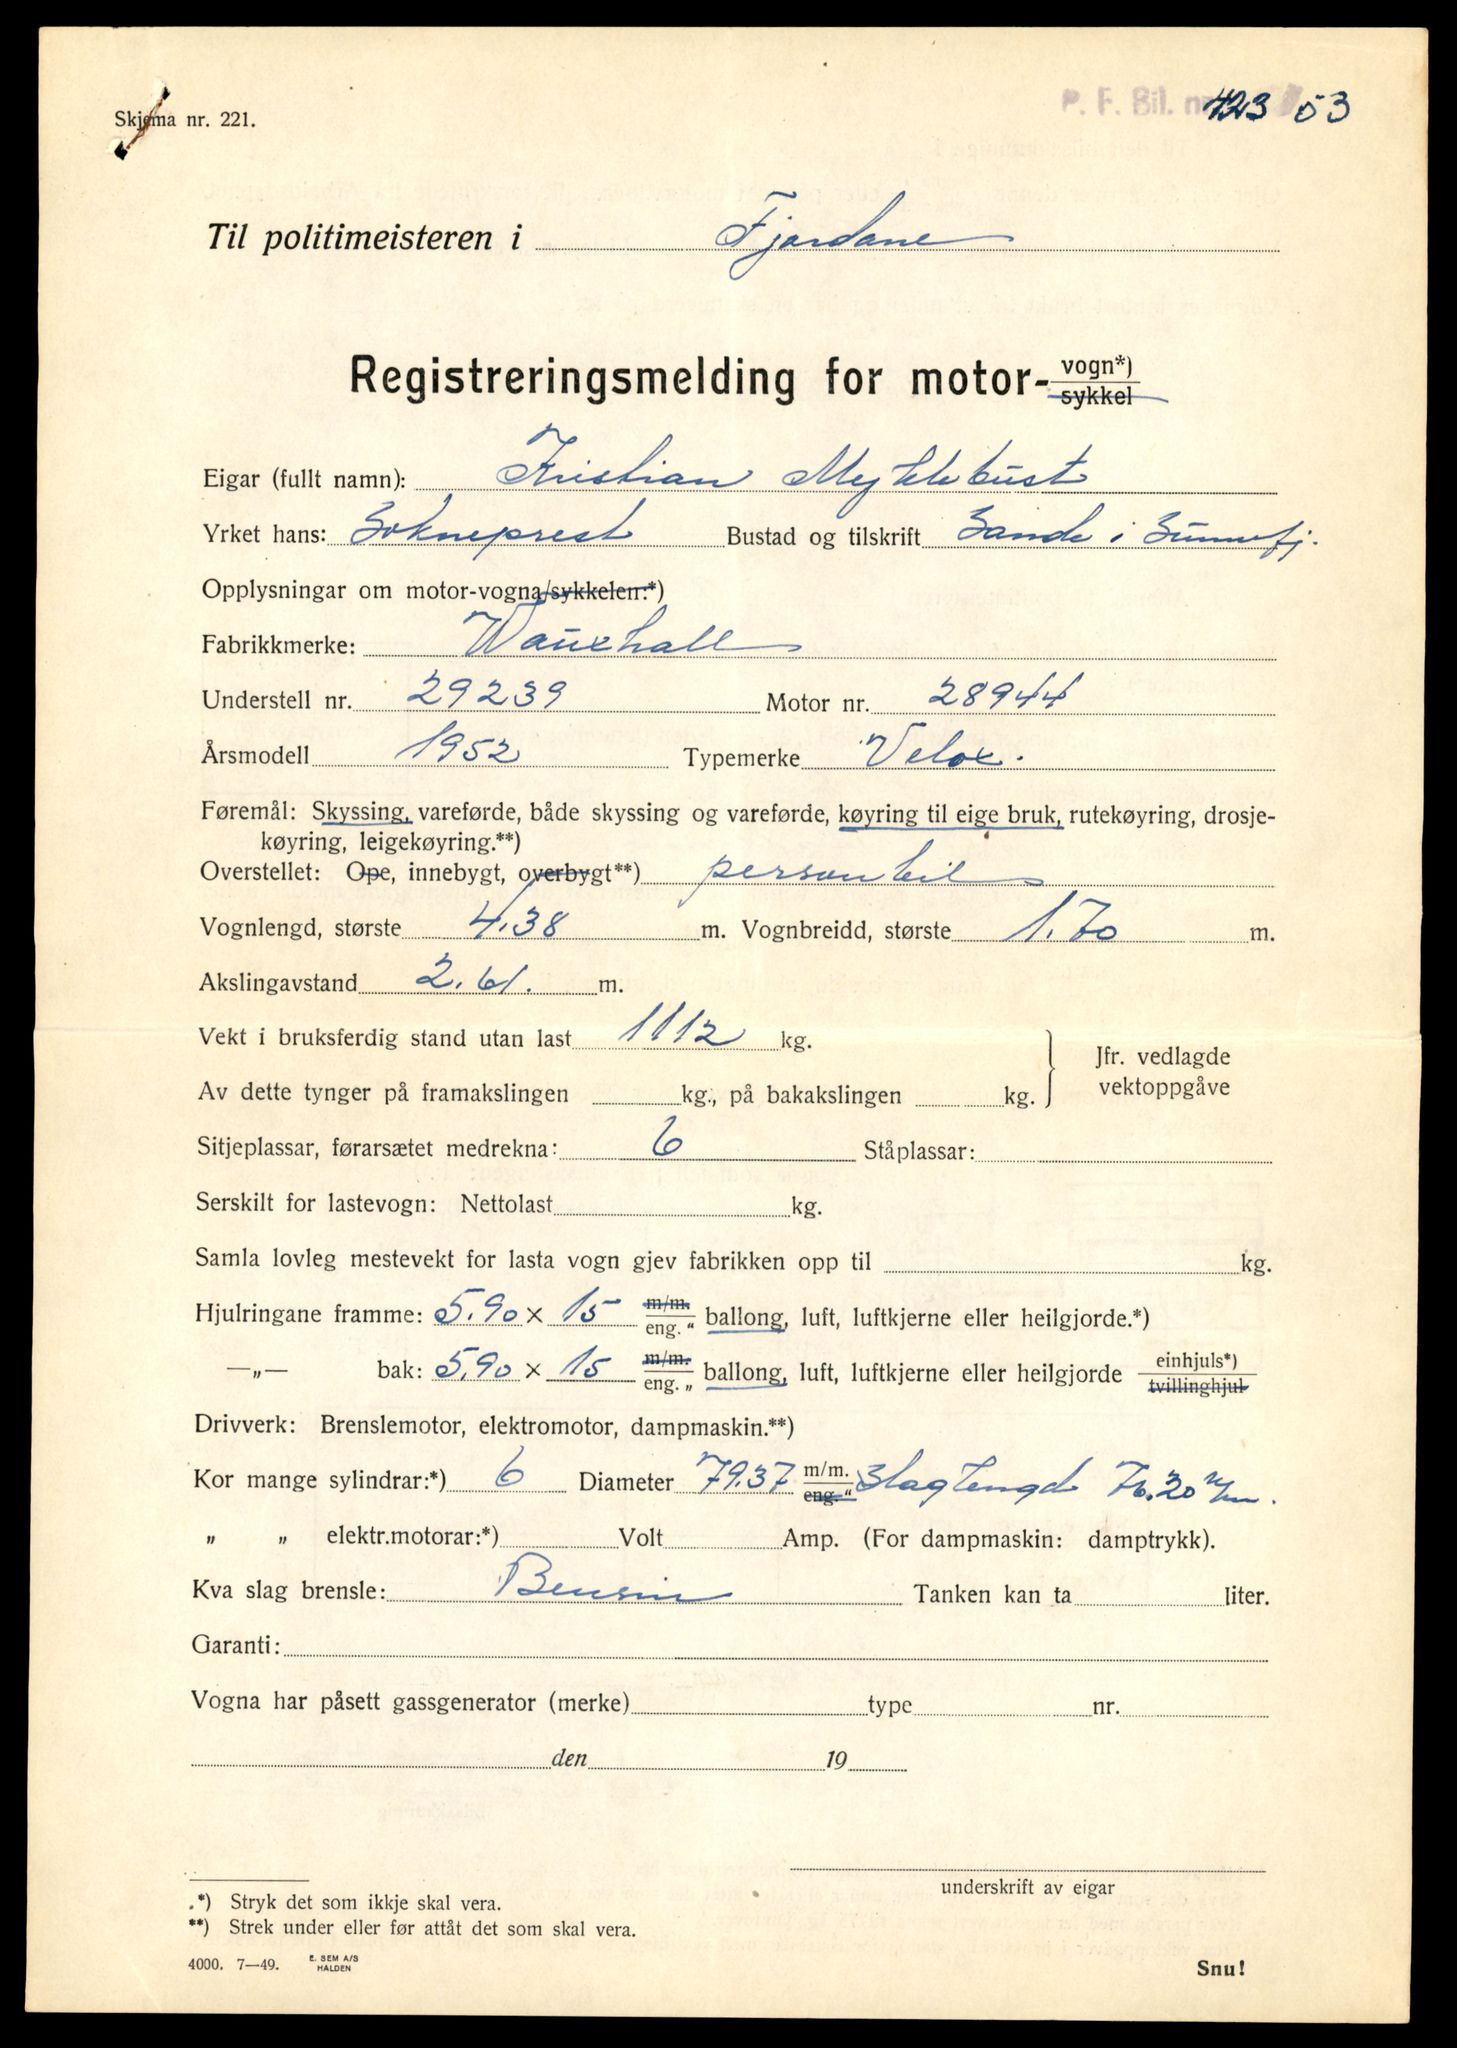 Skjema nr. 221.
P. F. Bil. nr. 123 53
Til politimeisteren i Fjordane
Registreringsmelding for motor-vogn*)
sykkel
Eigar (fullt namn): Kristian Myklebust
Yrket hans: Sokneprest Bustad og tilskrift Sande i Sunnfj.
Opplysningar om motor-vogna/sykkelen:*)
Fabrikkmerke: Wauxhall
Understell nr. 29239 Motor nr. 28944
Årsmodell 1952 Typemerke Velox.
Føremål: Skyssing, vareførde, både skyssing og vareførde, køyring til eige bruk, rutekøyring, drosje-
køyring, leigekøyring.**)
Overstellet: Ope, innebygt, overbygt**) personbil
Vognlengd, største 4.38 m. Vognbreidd, største 1.70 m.
Akslingavstand 2.61. m.
Vekt i bruksferdig stand utan last 1112 kg.
Jfr. vedlagde
vektoppgåve
Av dette tynger på framakslingen kg., på bakakslingen kg.
Sitjeplassar, førarsætet medrekna: 6 Ståplassar:
Serskilt for lastevogn: Nettolast kg.
Samla lovleg mestevekt for lasta vogn gjev fabrikken opp til kg.
Hjulringane framme: 5.90 × 15 m/m. eng. " ballong, luft, luftkjerne eller heilgjorde.*)
—„— bak: 5.90 × 15 m/m. eng. „ ballong, luft, luftkjerne eller heilgjorde einhjuls*) tvillinghjul
Drivverk: Brenslemotor, elektromotor, dampmaskin.**)
Kor mange sylindrar:*) 6 Diameter 79.37 m/m. eng. " Slaglengde 76.20 m/m.
„ „ elektr.motorar:*) Volt Amp. (For dampmaskin: damptrykk).
Kva slag brensle: Bensin Tanken kan ta liter.
Garanti:
Vogna har påsett gassgenerator (merke) type nr.
den 19
underskrift av eigar
.*) Stryk det som ikkje skal vera.
**) Strek under eller før attåt det som skal vera.
4000. 7—49. E. SEM A/S
HALDEN
Snu!